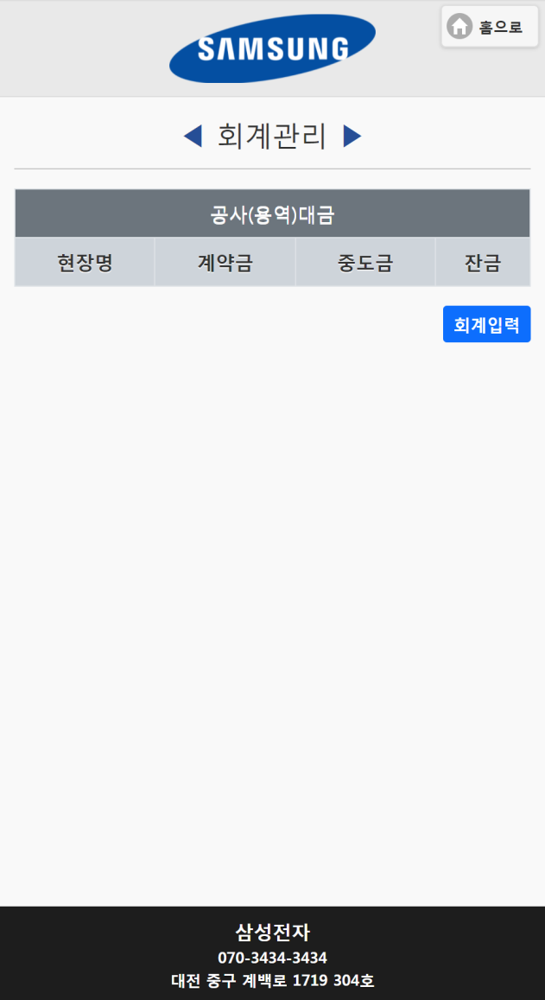 SAMSUNG
홈으로
◀ 회계관리 ▶
공사(용역)대금
현장명 계약금 중도금 잔금
회계입력
삼성전자
070-3434-3434
대전 중구 계백로 1719 304호